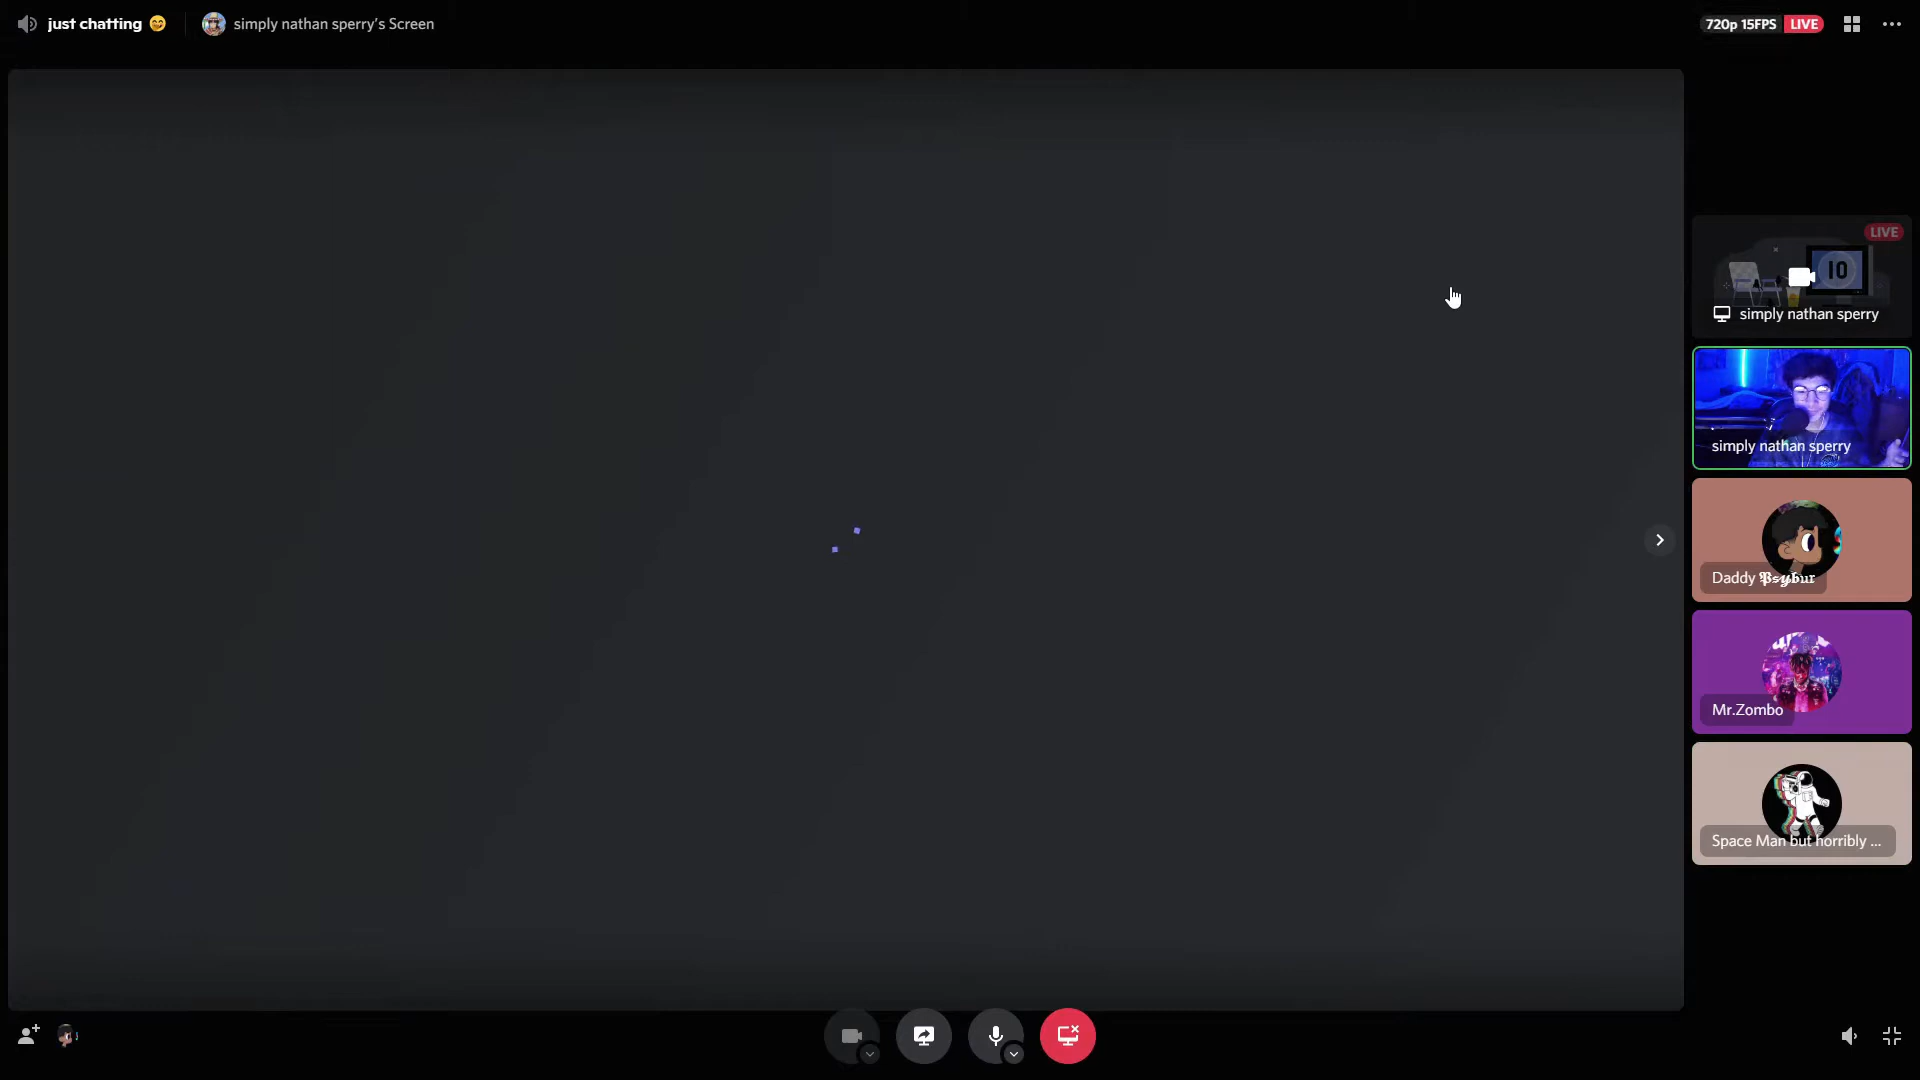 just chatting 😊 simply nathan sperry's Screen
720p 15FPS LIVE
LIVE
10
simply nathan sperry
simply nathan sperry
Daddy 𝕻𝖘𝔂𝖇𝖚𝖗
Mr.Zombo
Space Man but horribly ...